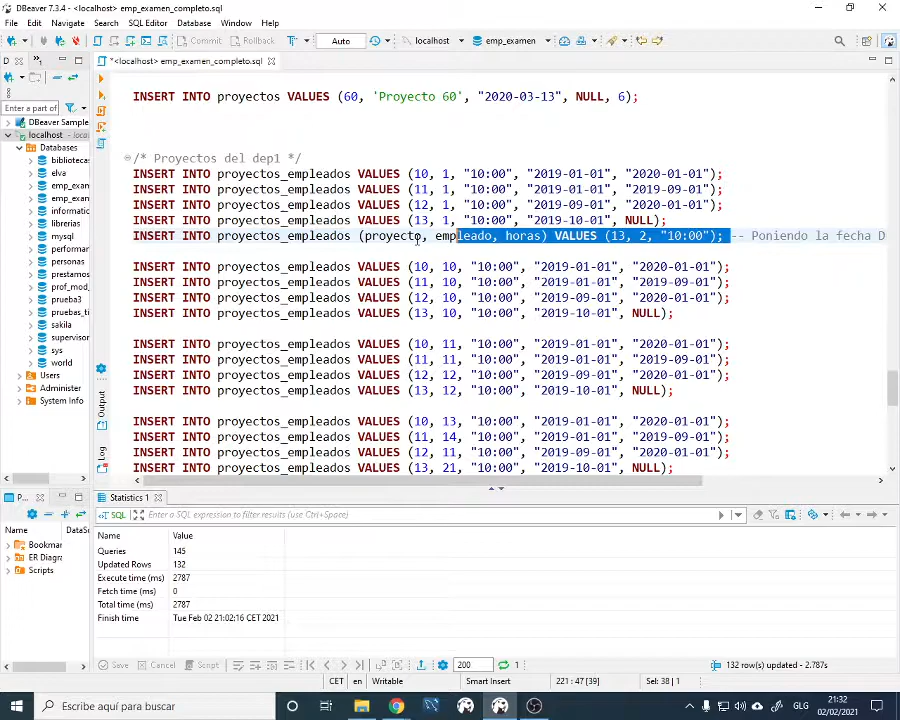 DBeaver 7.3.4 - <localhost> emp_examen_completo.sql
File Edit Navigate Search SQL Editor Database Window Help
Commit Rollback Auto localhost emp_examen
D *<localhost> emp_examen_completo.sql
Enter a part of
DBeaver Sample
localhost - loca
Databases
biblioteca
elva
emp_exam
emp_exam
informatic
librerias
mysql
performan
personas
prestamos
prof_mod_
prueba3
pruebas_ti
sakila
supervisor
sys
world
Users
Administer
System Info
INSERT INTO proyectos VALUES (60, 'Proyecto 60', "2020-03-13", NULL, 6);
/* Proyectos del dep1 */
INSERT INTO proyectos_empleados VALUES (10, 1, "10:00", "2019-01-01", "2020-01-01");
INSERT INTO proyectos_empleados VALUES (11, 1, "10:00", "2019-01-01", "2019-09-01");
INSERT INTO proyectos_empleados VALUES (12, 1, "10:00", "2019-09-01", "2020-01-01");
INSERT INTO proyectos_empleados VALUES (13, 1, "10:00", "2019-10-01", NULL);
INSERT INTO proyectos_empleados (proyecto, empleado, horas) VALUES (13, 2, "10:00"); -- Poniendo la fecha D
INSERT INTO proyectos_empleados VALUES (10, 10, "10:00", "2019-01-01", "2020-01-01");
INSERT INTO proyectos_empleados VALUES (11, 10, "10:00", "2019-01-01", "2019-09-01");
INSERT INTO proyectos_empleados VALUES (12, 10, "10:00", "2019-09-01", "2020-01-01");
INSERT INTO proyectos_empleados VALUES (13, 10, "10:00", "2019-10-01", NULL);
INSERT INTO proyectos_empleados VALUES (10, 11, "10:00", "2019-01-01", "2020-01-01");
INSERT INTO proyectos_empleados VALUES (11, 11, "10:00", "2019-01-01", "2019-09-01");
INSERT INTO proyectos_empleados VALUES (12, 12, "10:00", "2019-09-01", "2020-01-01");
INSERT INTO proyectos_empleados VALUES (13, 12, "10:00", "2019-10-01", NULL);
INSERT INTO proyectos_empleados VALUES (10, 13, "10:00", "2019-01-01", "2020-01-01");
INSERT INTO proyectos_empleados VALUES (11, 14, "10:00", "2019-01-01", "2019-09-01");
INSERT INTO proyectos_empleados VALUES (12, 11, "10:00", "2019-09-01", "2020-01-01");
INSERT INTO proyectos_empleados VALUES (13, 21, "10:00", "2019-10-01", NULL);
Output
Log
P...
Name DataSo
Bookmar
ER Diagra
Scripts
Statistics 1
SQL Enter a SQL expression to filter results (use Ctrl+Space)
Name Value
Queries 145
Updated Rows 132
Execute time (ms) 2787
Fetch time (ms) 0
Total time (ms) 2787
Finish time Tue Feb 02 21:02:16 CET 2021
Save Cancel Script 200 1 132 row(s) updated - 2.787s
CET en Writable Smart Insert 221 : 47 [39] Sel: 38 | 1
Escribe aquí para buscar GLG 21:32
02/02/2021